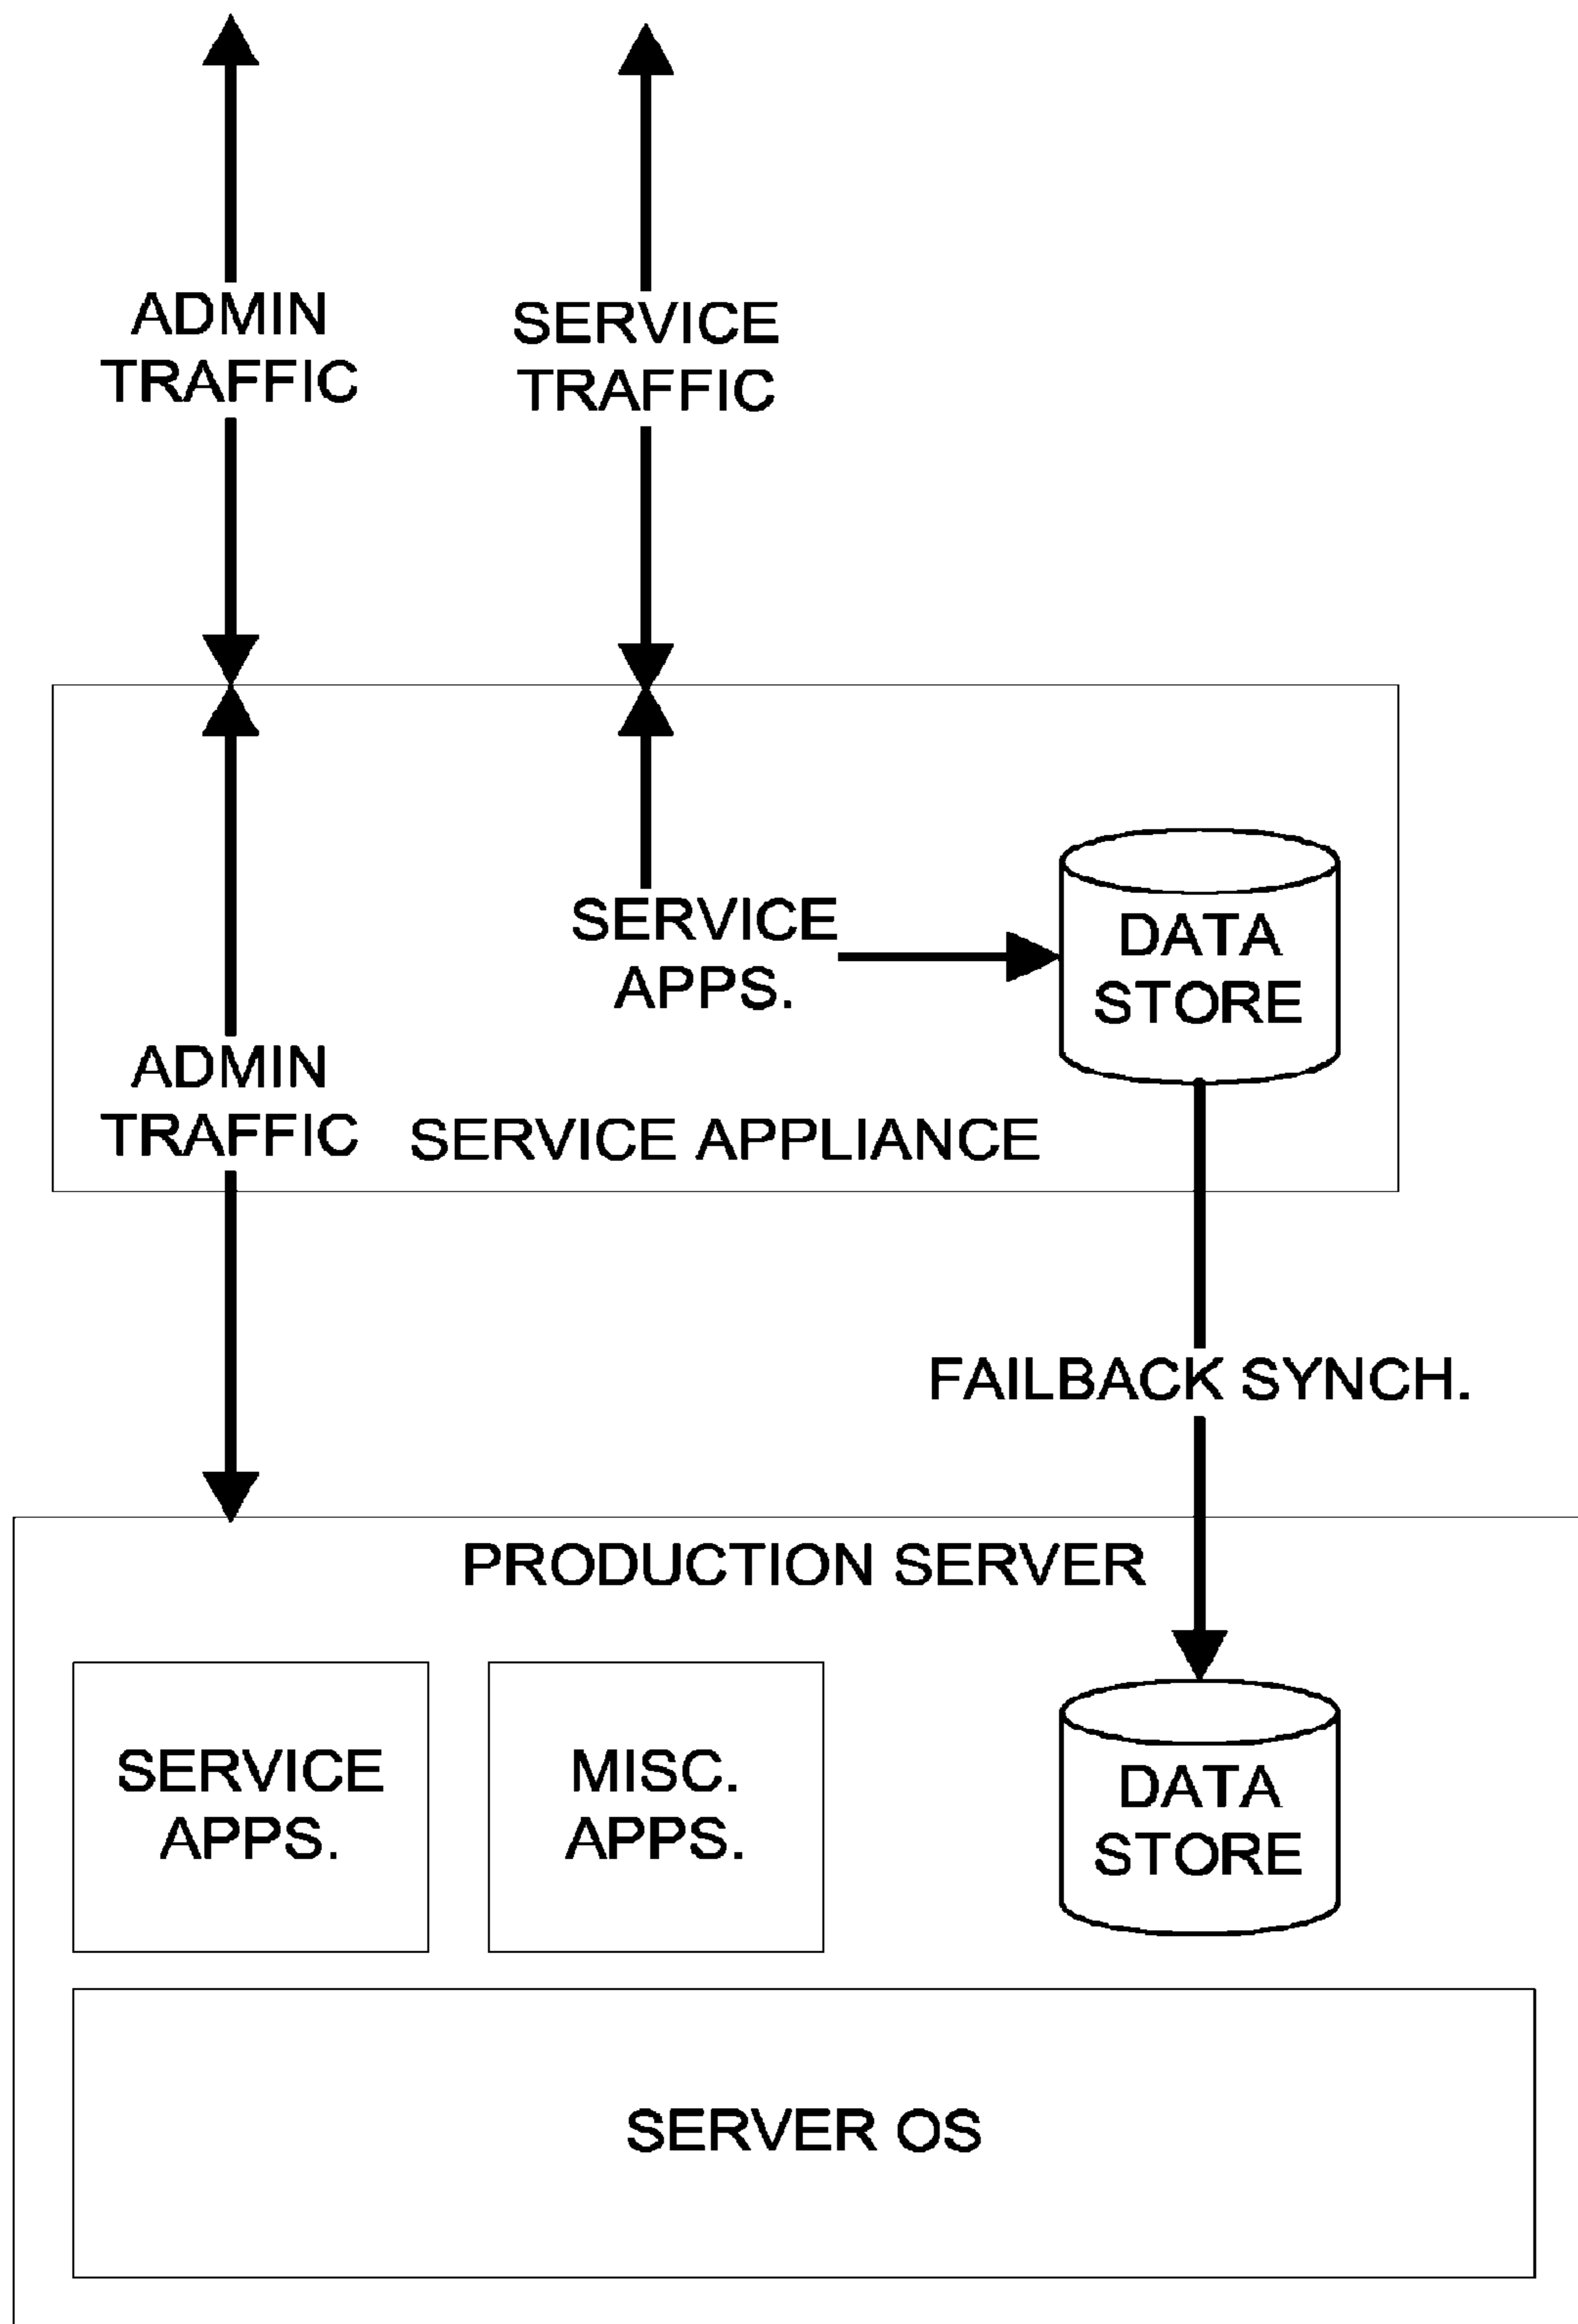 ADMIN
TRAFFIC
SERVICE
TRAFFIC
SERVICE
APPS.
DATA
STORE
ADMIN
TRAFFIC
SERVICE APPLIANCE
FAILBACK SYNCH.
PRODUCTION SERVER
SERVICE
APPS.
MISC.
APPS.
DATA
STORE
SERVER OS